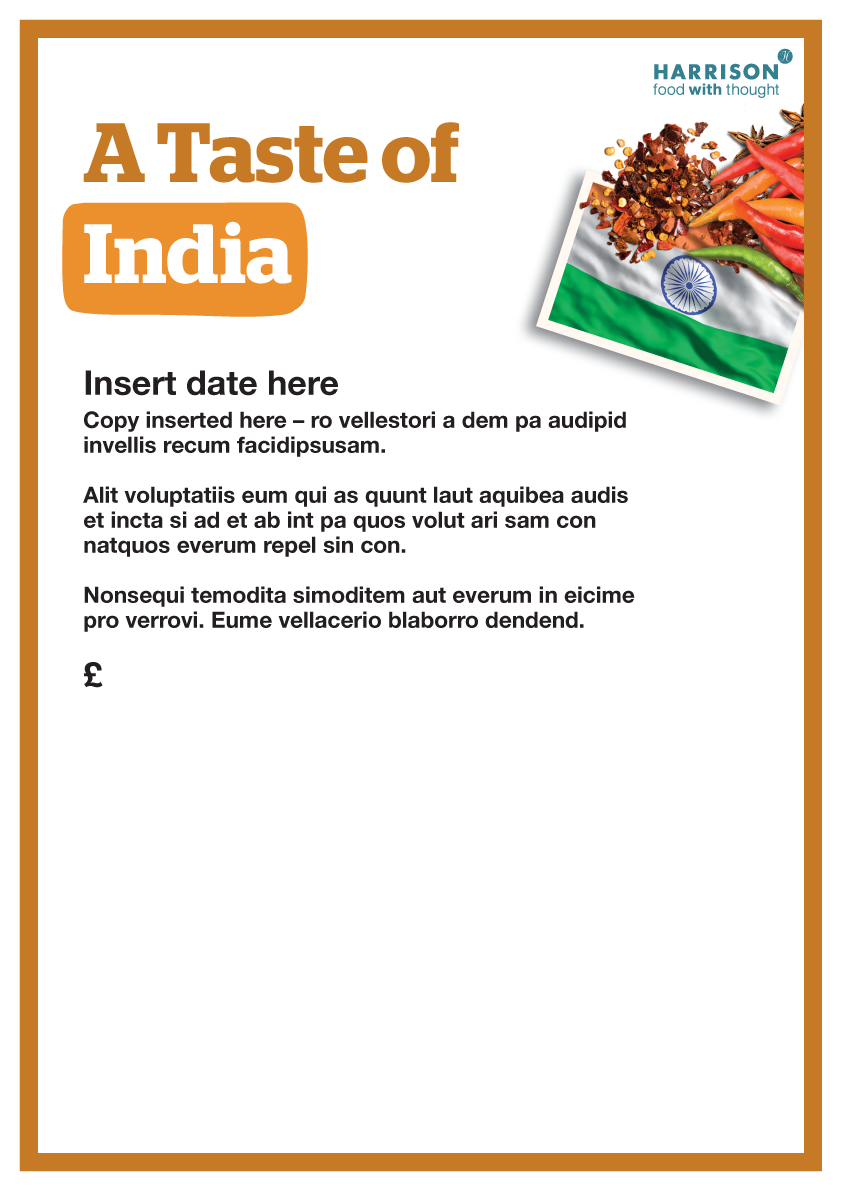 HARRISON
food with thought
A Taste of
India
Insert date here
Copy inserted here – ro vellestori a dem pa audipid
invellis recum facidipsusam.
Alit voluptatiis eum qui as quunt laut aquibea audis
et incta si ad et ab int pa quos volut ari sam con
natquos everum repel sin con.
Nonsequi temodita simoditem aut everum in eicime
pro verrovi. Eume vellacerio blaborro dendend.
£